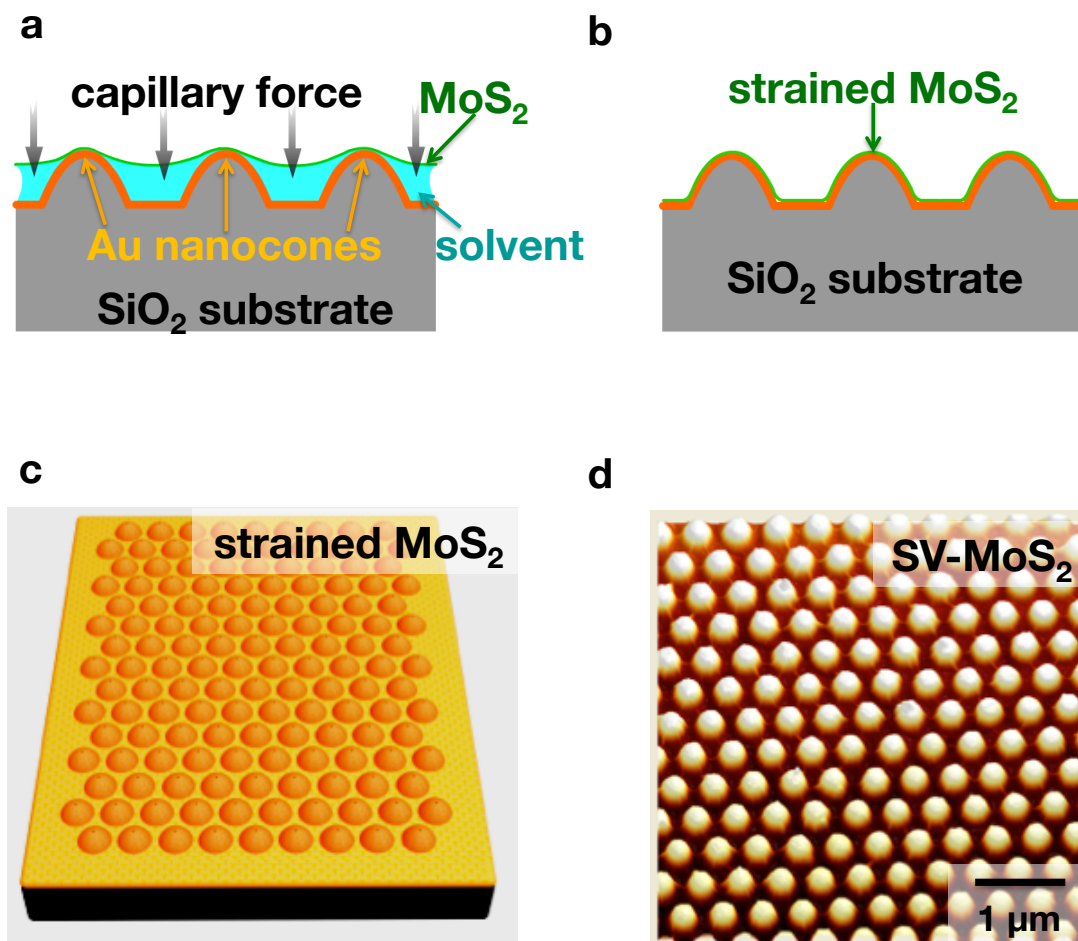 a
capillary force
MoS₂
Au nanocones
solvent
SiO₂ substrate
b
strained MoS₂
SiO₂ substrate
c
strained MoS₂
d
SV-MoS₂
1 μm